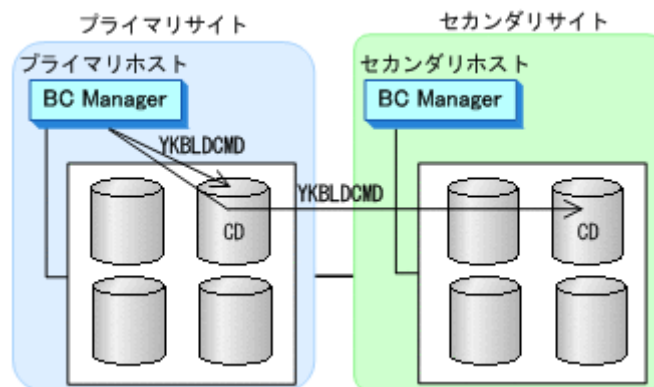 プライマリサイト
セカンダリサイト
プライマリホスト
セカンダリホスト
BC Manager
BC Manager
YKBLDCMD
YKBLDCMD
CD
CD